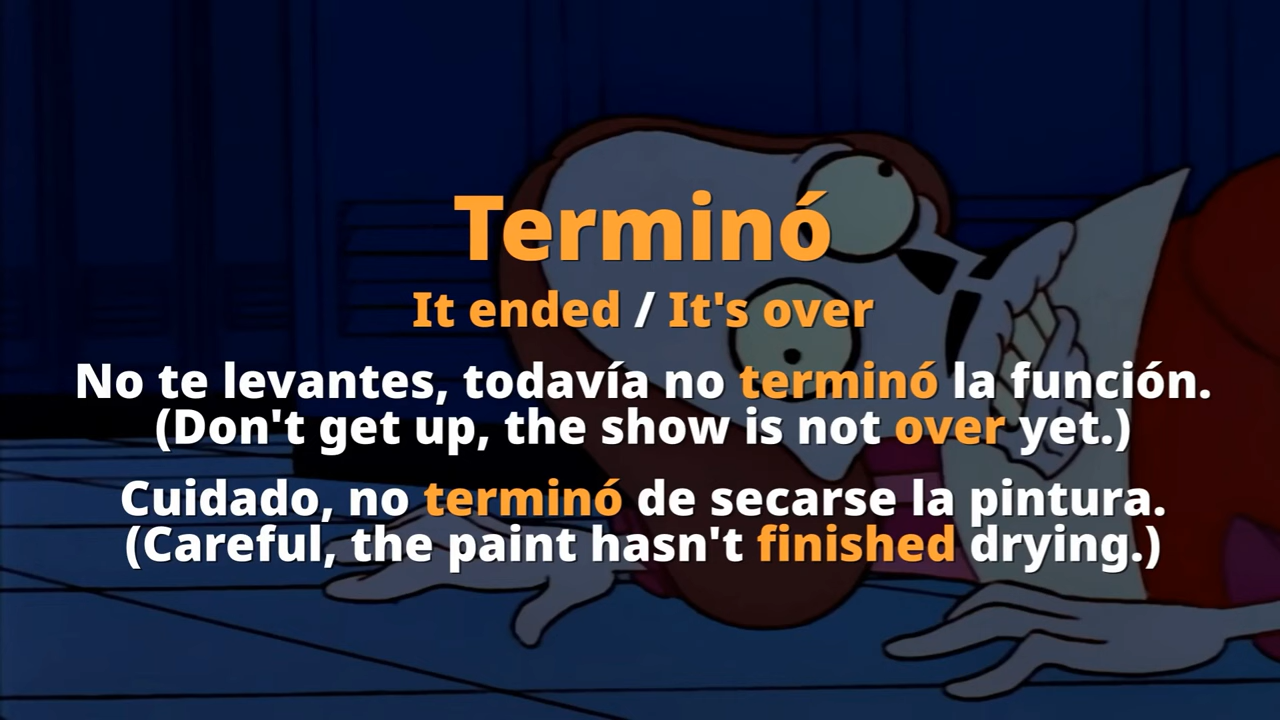 Terminó
It ended / It's over
No te levantes, todavía no terminó la función.
(Don't get up, the show is not over yet.)
Cuidado, no terminó de secarse la pintura.
(Careful, the paint hasn't finished drying.)